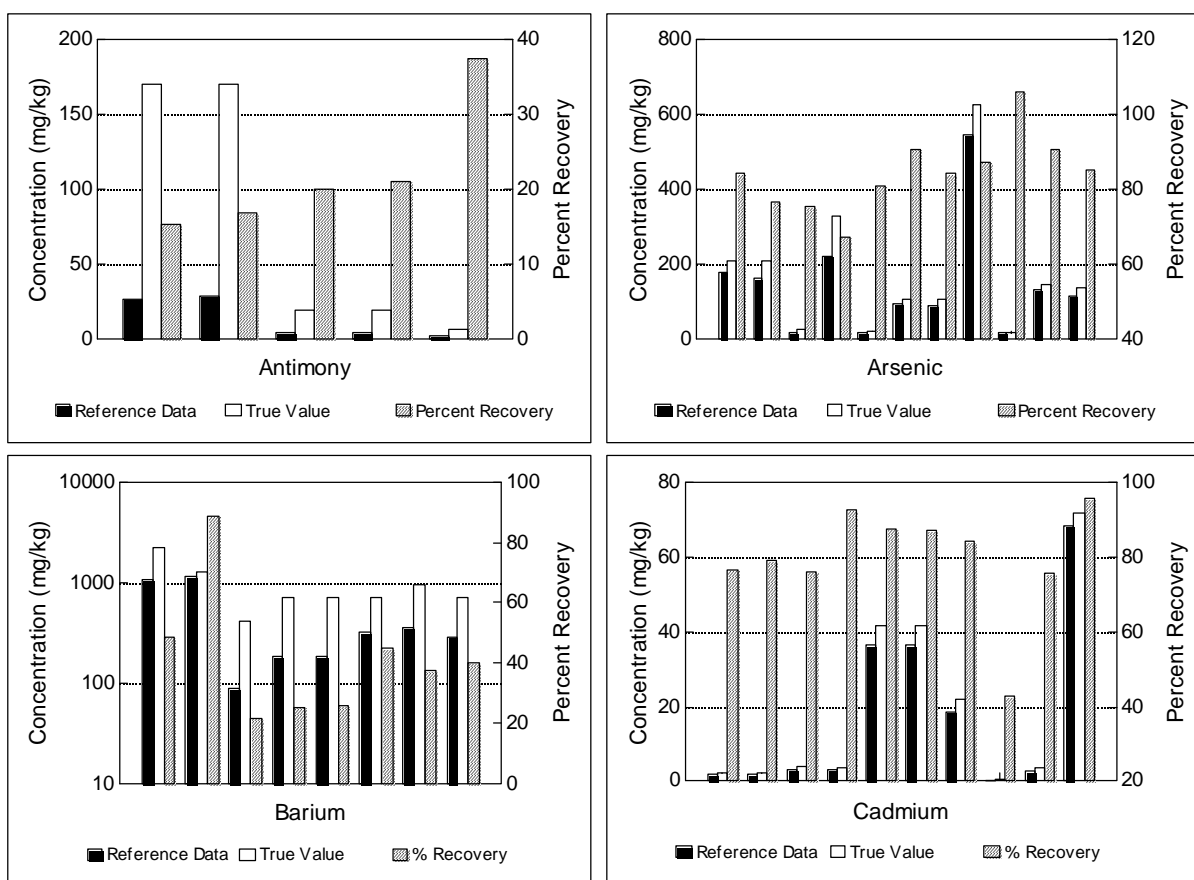 200
150
100
50
0
Concentration (mg/kg)
40
30
20
10
0
Percent Recovery
Antimony
Reference Data True Value Percent Recovery
800
600
400
200
0
Concentration (mg/kg)
120
100
80
60
40
Percent Recovery
Arsenic
Reference Data True Value Percent Recovery
10000
1000
100
10
Concentration (mg/kg)
100
80
60
40
20
0
Percent Recovery
Barium
Reference Data True Value % Recovery
80
60
40
20
0
Concentration (mg/kg)
100
80
60
40
20
Percent Recovery
Cadmium
Reference Data True Value % Recovery